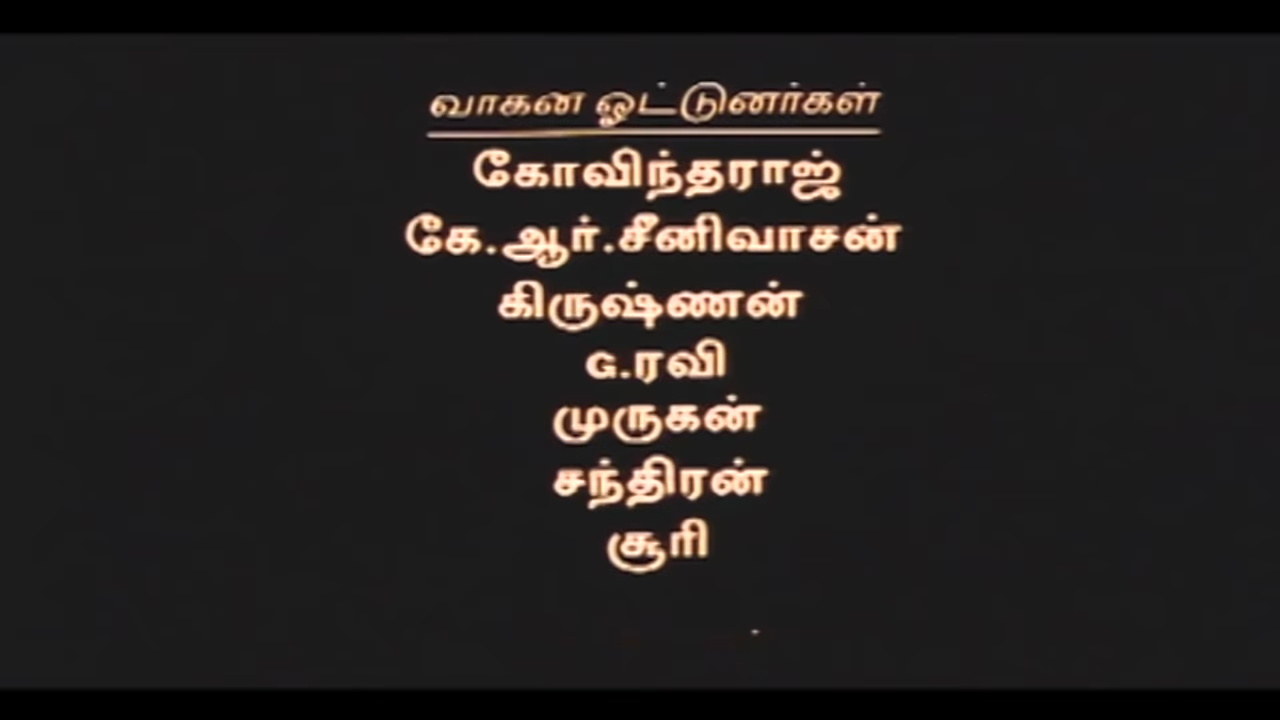 வாகன ஓட்டுனர்கள்
கோவிந்தராஜ்
கே.ஆர்.சீனிவாசன்
கிருஷ்ணன்
G.ரவி
முருகன்
சந்திரன்
சூரி